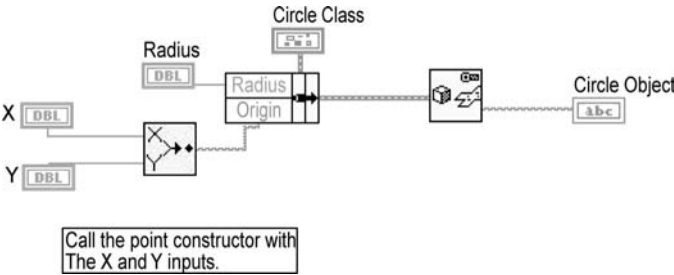 Circle Class
Radius
DBL
Radius
Origin
Circle Object
abc
X DBL
X
Y
Y DBL
Call the point constructor with
The X and Y inputs.